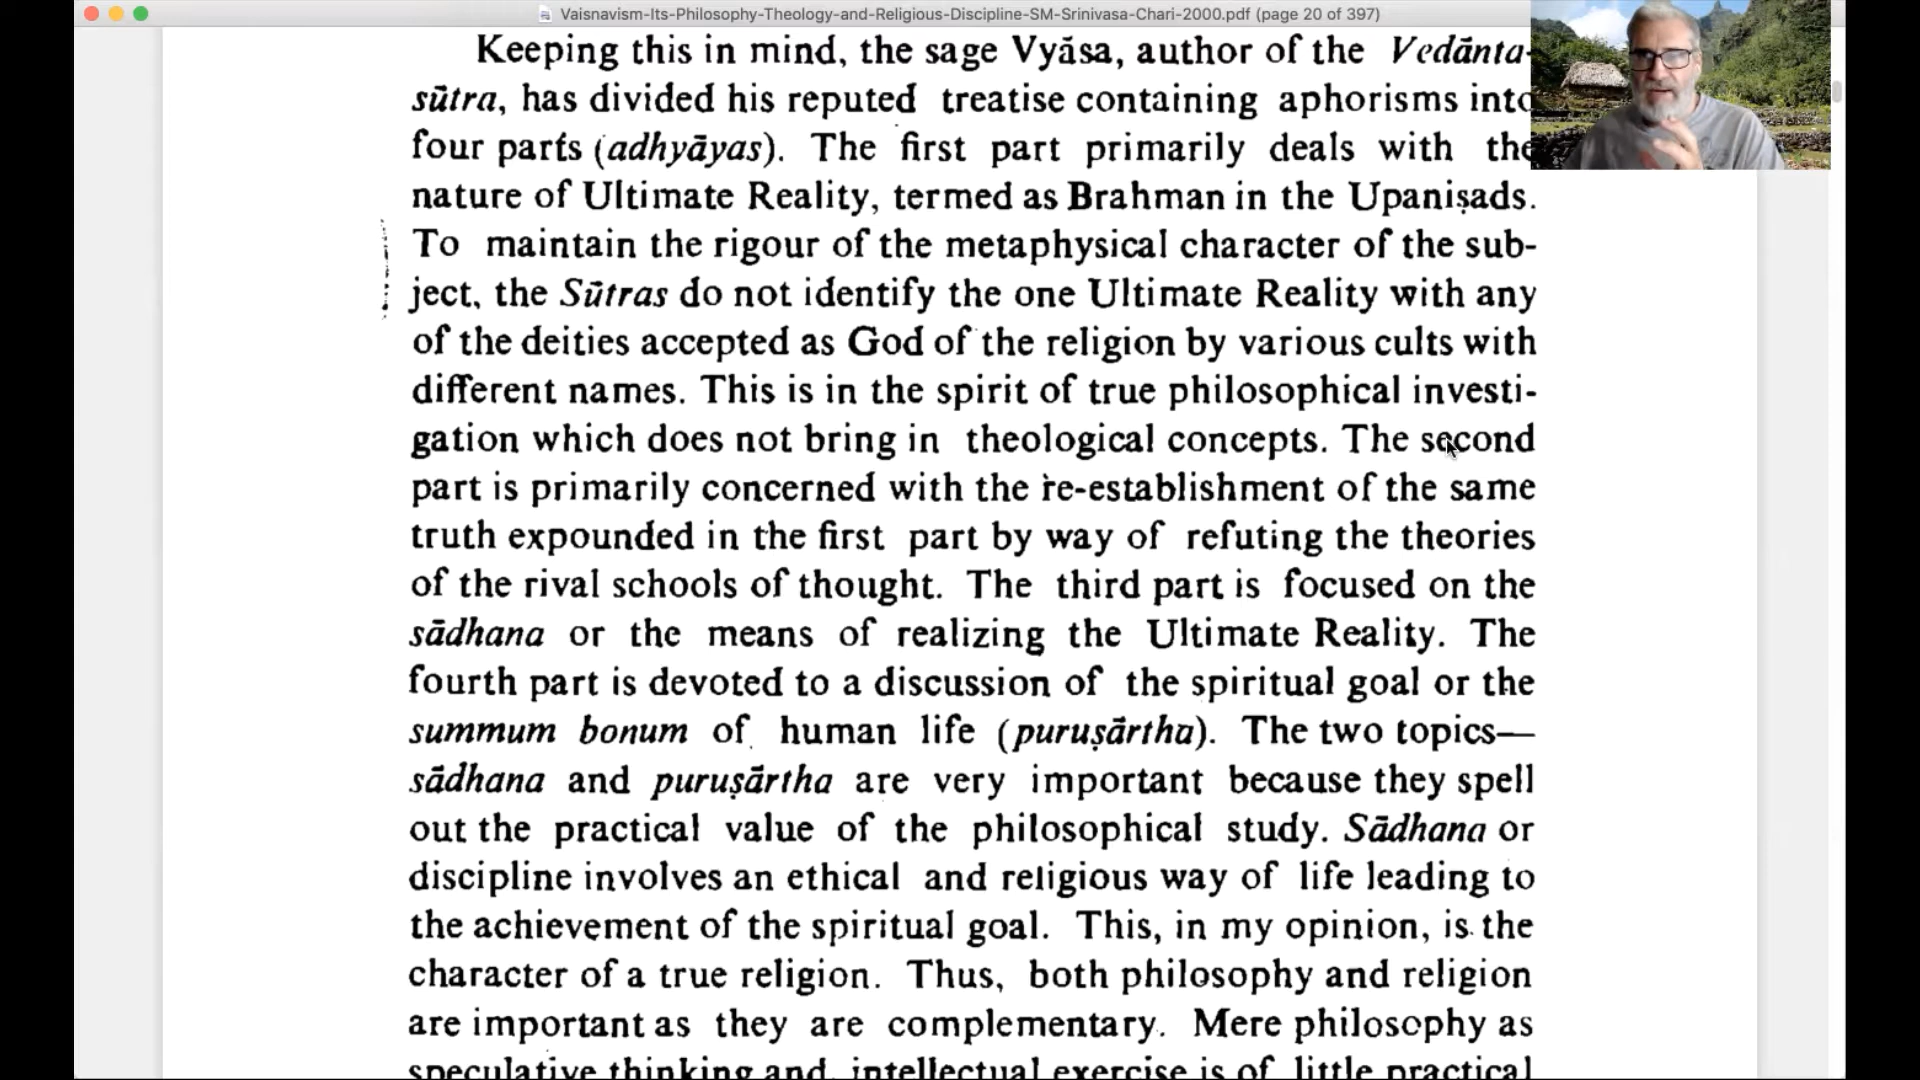 Vaisnavism-Its-Philosophy-Theology-and-Religious-Discipline-SM-Srinivasa-Chari-2000.pdf (page 20 of 397)
Keeping this in mind, the sage Vyāsa, author of the Vedānta-
sūtra, has divided his reputed treatise containing aphorisms into
four parts (adhyāyas). The first part primarily deals with the
nature of Ultimate Reality, termed as Brahman in the Upaniṣads.
To maintain the rigour of the metaphysical character of the sub-
ject, the Sūtras do not identify the one Ultimate Reality with any
of the deities accepted as God of the religion by various cults with
different names. This is in the spirit of true philosophical investi-
gation which does not bring in theological concepts. The second
part is primarily concerned with the re-establishment of the same
truth expounded in the first part by way of refuting the theories
of the rival schools of thought. The third part is focused on the
sādhana or the means of realizing the Ultimate Reality. The
fourth part is devoted to a discussion of the spiritual goal or the
summum bonum of human life (puruṣārtha). The two topics—
sādhana and puruṣārtha are very important because they spell
out the practical value of the philosophical study. Sādhana or
discipline involves an ethical and religious way of life leading to
the achievement of the spiritual goal. This, in my opinion, is the
character of a true religion. Thus, both philosophy and religion
are important as they are complementary. Mere philosophy as
speculative thinking and intellectual exercise is of little practical